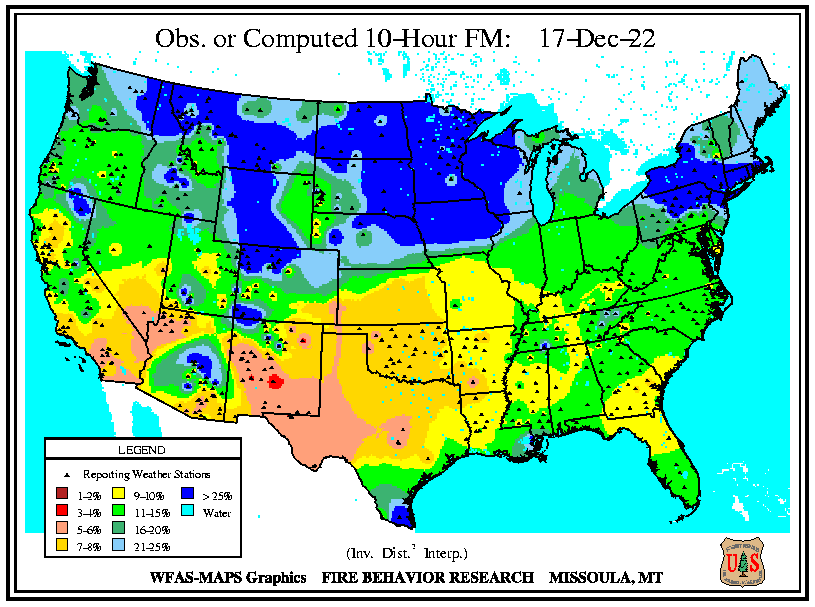 Obs. or Computed 10-Hour FM: 17-Dec-22
LEGEND
Reporting Weather Stations
1-2% 9-10% > 25%
3-4% 11-15% Water
5-6% 16-20%
7-8% 21-25%
(Inv. Dist.² Interp.)
WFAS-MAPS Graphics FIRE BEHAVIOR RESEARCH MISSOULA, MT
US